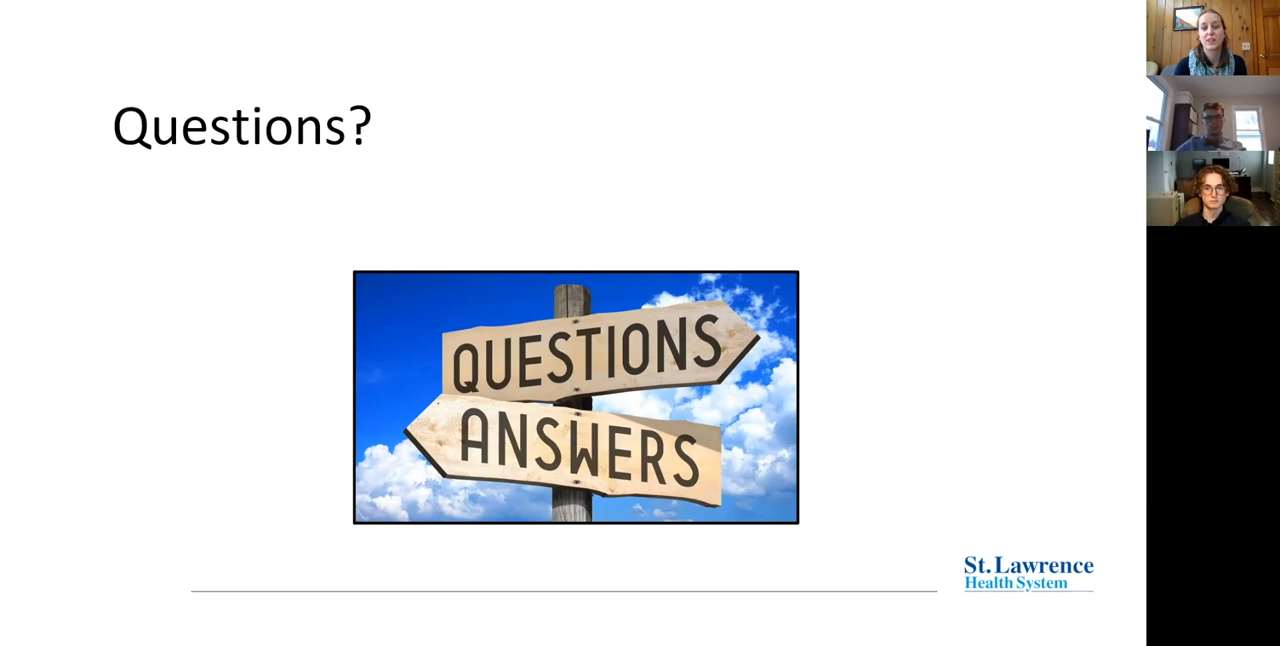 Questions?
QUESTIONS
ANSWERS
St. Lawrence
Health System